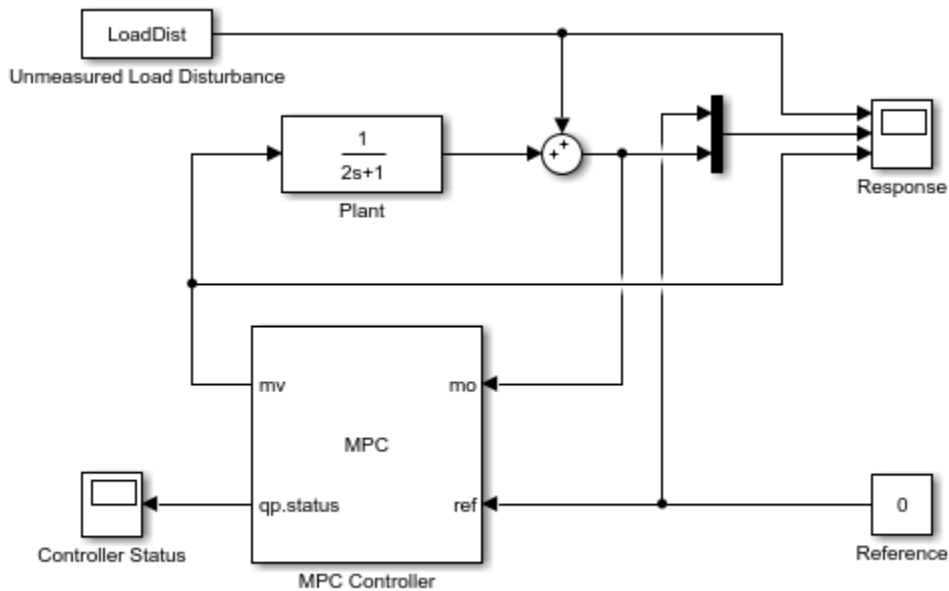 LoadDist
Unmeasured Load Disturbance
1
2s+1
Plant
+
+
Response
mv
mo
MPC
qp.status
ref
0
Controller Status
Reference
MPC Controller